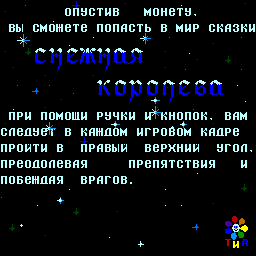 ОПУСТИВ МОНЕТУ.
ВЫ СМОЖЕТЕ ПОПАСТЬ В МИР СКАЗКИ
СНЕЖНАЯ
КОРОЛЕВА
ПРИ ПОМОЩИ РУЧКИ И КНОПОК. ВАМ
СЛЕДУЕТ В КАЖДОМ ИГРОВОМ КАДРЕ
ПРОЙТИ В ПРАВЫЙ ВЕРХНИЙ УГОЛ.
ПРЕОДОЛЕВАЯ ПРЕПЯТСТВИЯ И
ПОБЕЖДАЯ ВРАГОВ.
ТИА